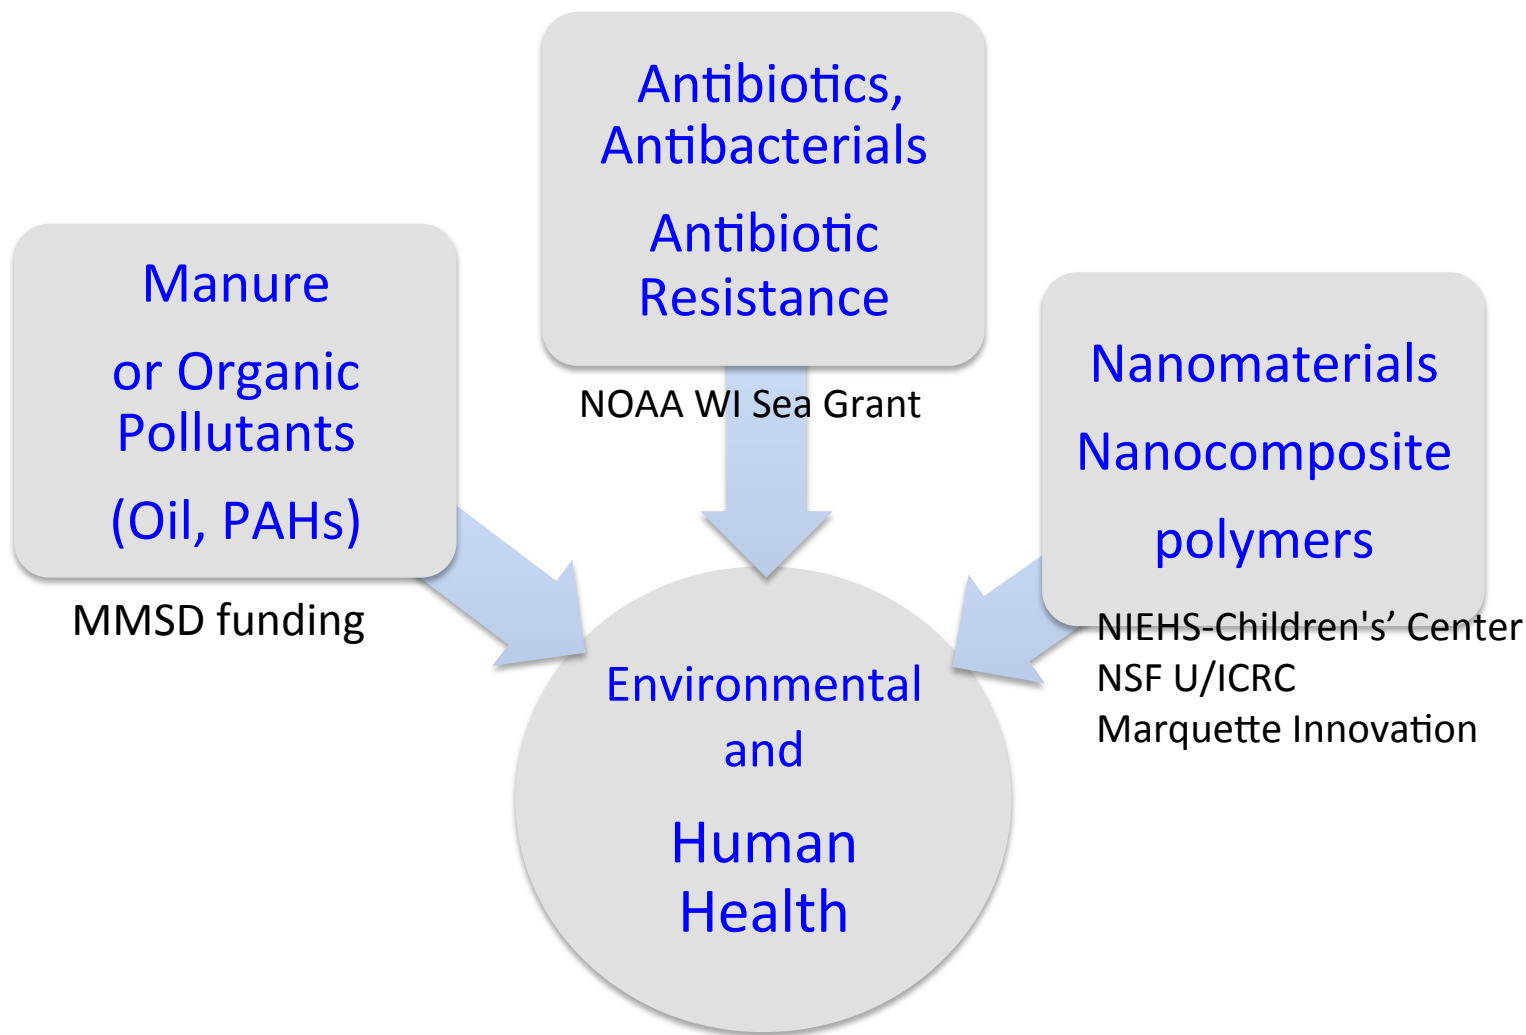 Antibiotics,
Antibacterials
Antibiotic
Resistance
NOAA WI Sea Grant
Manure
or Organic
Pollutants
(Oil, PAHs)
MMSD funding
Nanomaterials
Nanocomposite
polymers
NIEHS-Children's’ Center
NSF U/ICRC
Marquette Innovation
Environmental
and
Human
Health